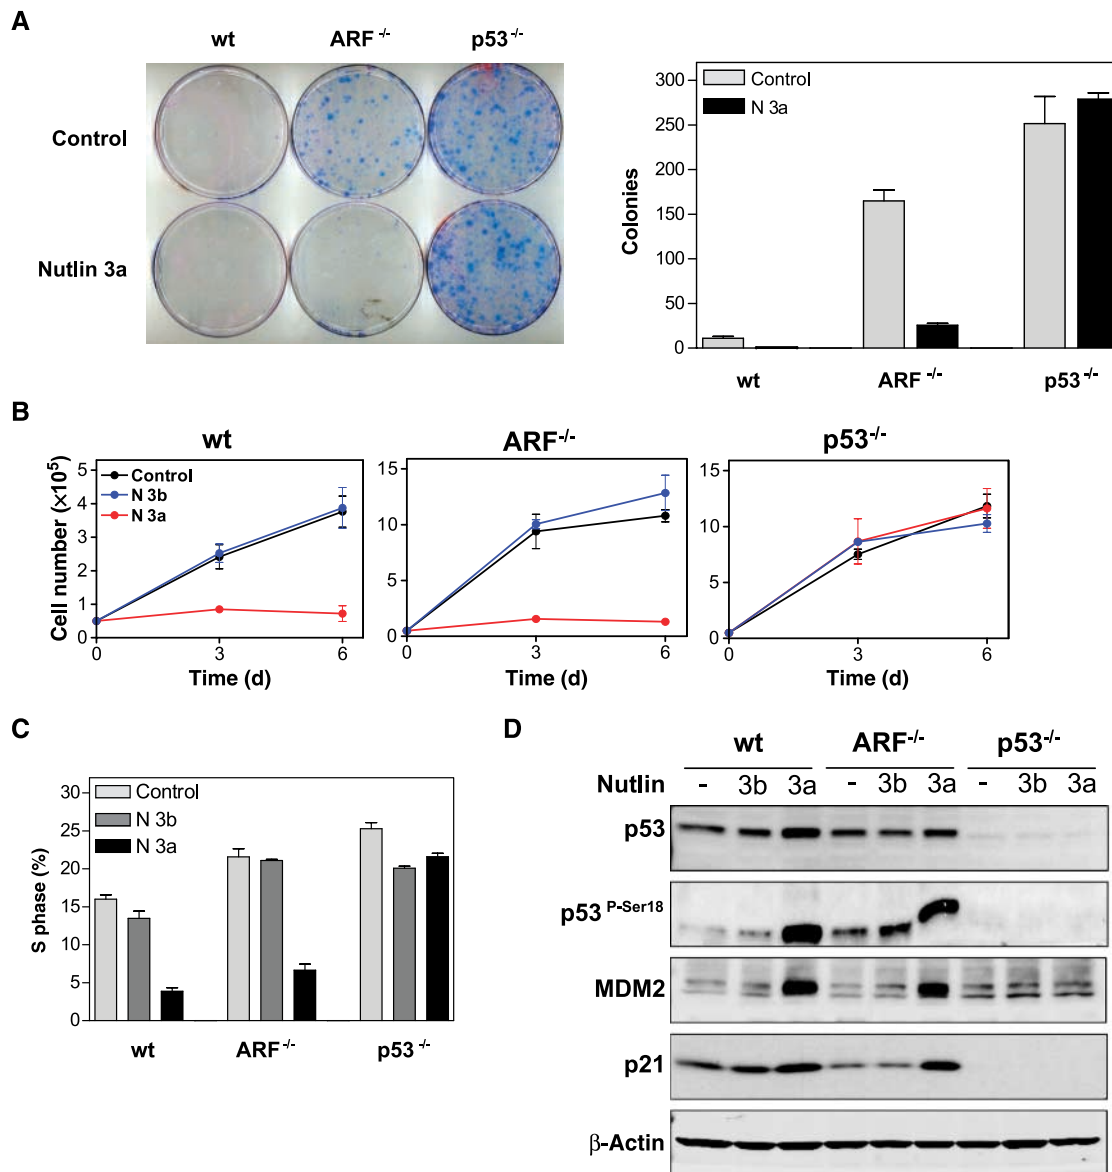 A
wt ARF -/- p53 -/-
Control
Nutlin 3a
Control
N 3a
300
250
200
150
100
50
0
Colonies
wt ARF -/- p53 -/-
B
wt ARF-/- p53-/-
Control
N 3b
N 3a
Cell number (×10⁵)
5
4
3
2
1
0
0 3 6
Time (d)
15
10
5
0
0 3 6
Time (d)
15
10
5
0
0 3 6
Time (d)
C
Control
N 3b
N 3a
S phase (%)
30
25
20
15
10
5
0
wt ARF -/- p53 -/-
D
wt ARF-/- p53-/-
Nutlin - 3b 3a - 3b 3a - 3b 3a
p53
p53 P-Ser18
MDM2
p21
β-Actin